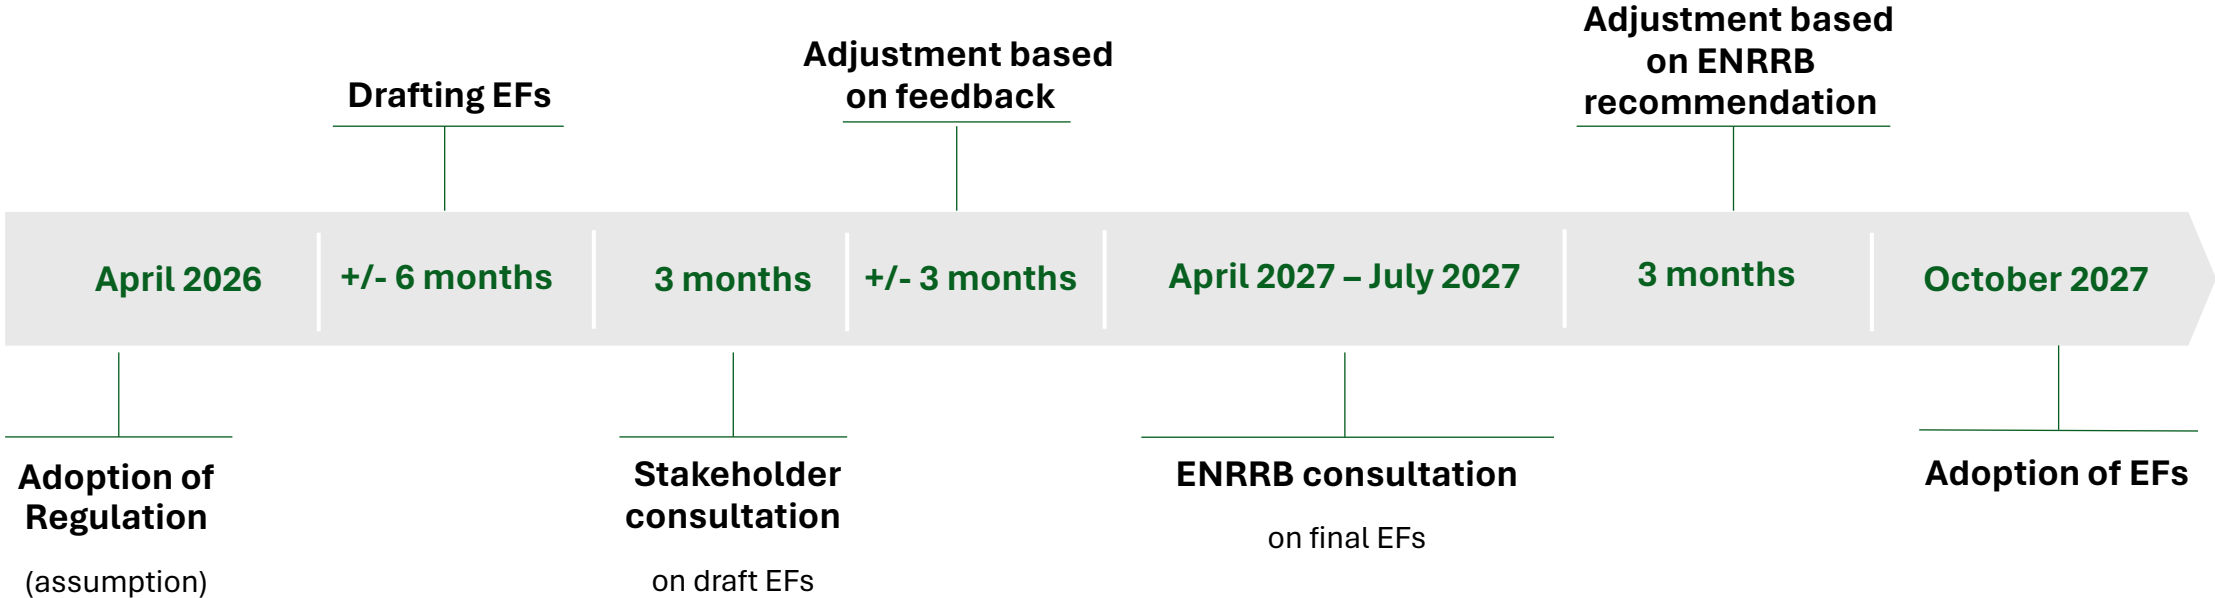 Drafting EFs
Adjustment based
on feedback
Adjustment based
on ENRRB
recommendation
April 2026
+/- 6 months
3 months
+/- 3 months
April 2027 – July 2027
3 months
October 2027
Adoption of
Regulation
(assumption)
Stakeholder
consultation
on draft EFs
ENRRB consultation
on final EFs
Adoption of EFs